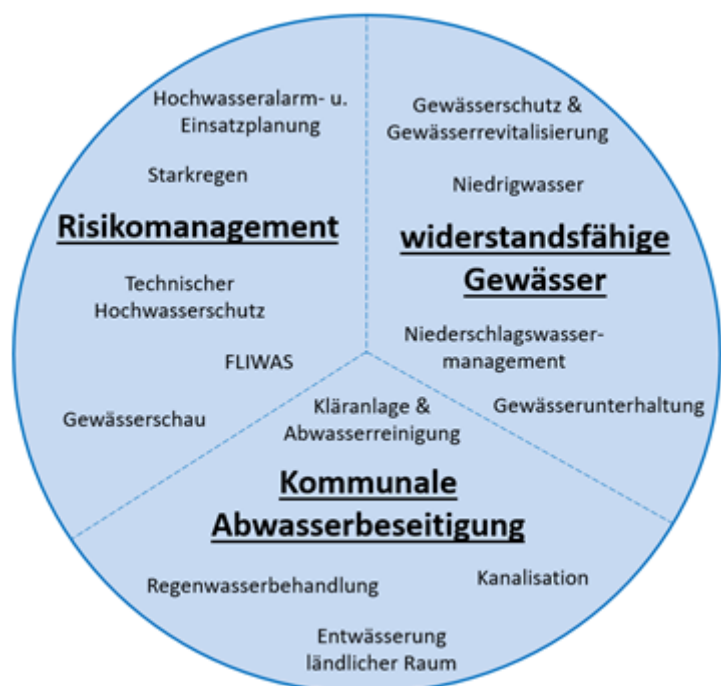 Hochwasseralarm- u.
Einsatzplanung
Starkregen
Risikomanagement
Technischer
Hochwasserschutz
FLIWAS
Gewässerschau
Gewässerschutz &
Gewässerrevitalisierung
Niedrigwasser
widerstandsfähige
Gewässer
Niederschlagswasser-
management
Gewässerunterhaltung
Kläranlage &
Abwasserreinigung
Kommunale
Abwasserbeseitigung
Regenwasserbehandlung
Kanalisation
Entwässerung
ländlicher Raum